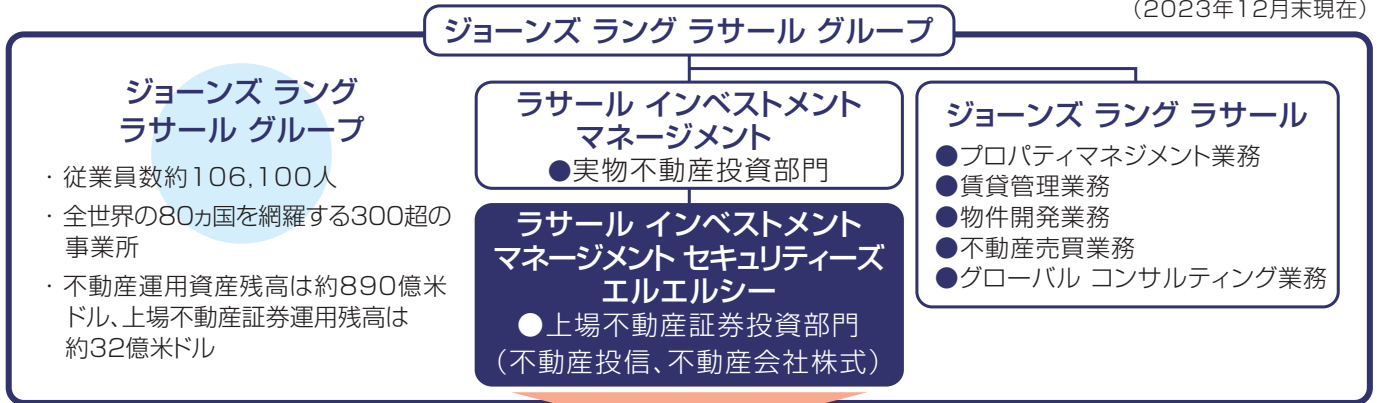 (2023年12月末現在)
ジョーンズ ラング ラサール グループ
ジョーンズ ラング
ラサール グループ
・従業員数約106,100人
・全世界の80ヵ国を網羅する300超の
事業所
・不動産運用資産残高は約890億米
ドル、上場不動産証券運用残高は
約32億米ドル
ラサール インベストメント
マネージメント
●実物不動産投資部門
ラサール インベストメント
マネージメント セキュリティーズ
エルエルシー
●上場不動産証券投資部門
(不動産投信、不動産会社株式)
ジョーンズ ラング ラサール
●プロパティマネジメント業務
●賃貸管理業務
●物件開発業務
●不動産売買業務
●グローバル コンサルティング業務